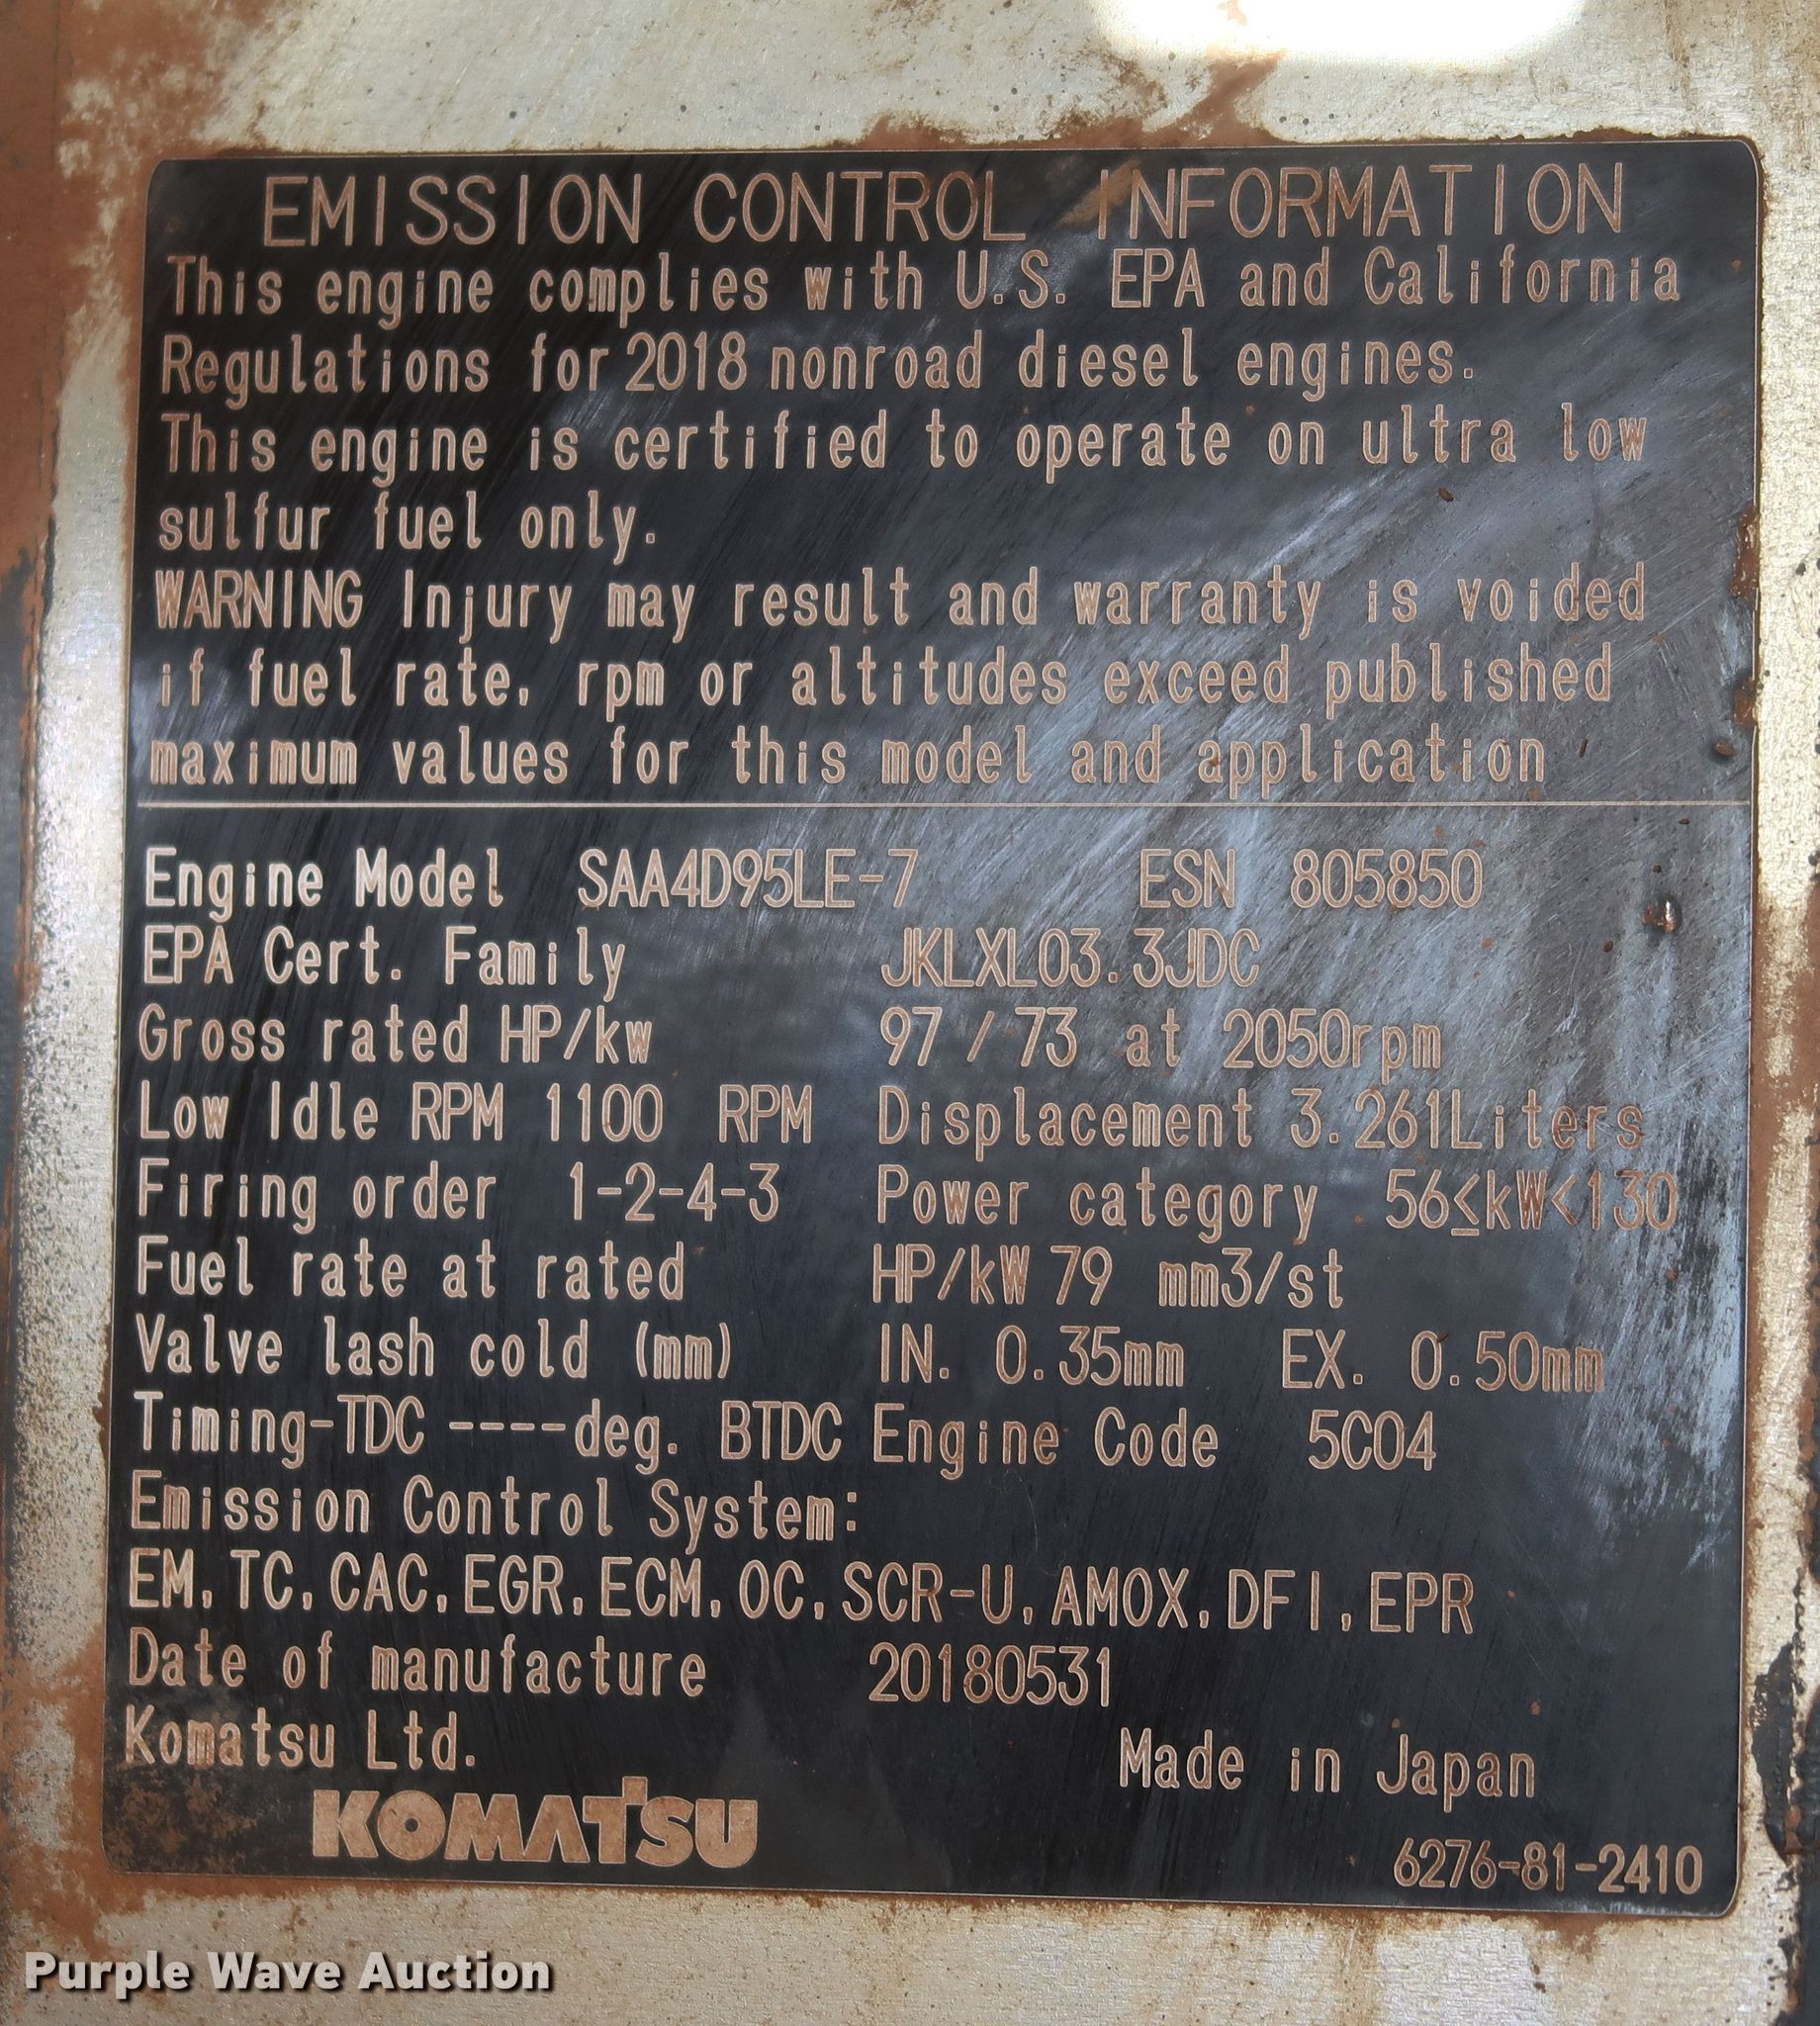 EMISSION CONTROL INFORMATION
This engine complies with U.S. EPA and California
Regulations for 2018 nonroad diesel engines.
This engine is certified to operate on ultra low
sulfur fuel only.
WARNING Injury may result and warranty is voided
if fuel rate, rpm or altitudes exceed published
maximum values for this model and application
Engine Model SAA4D95LE-7 ESN 805850
EPA Cert. Family JKLXL03.3JDC
Gross rated HP/kw 97 / 73 at 2050rpm
Low Idle RPM 1100 RPM Displacement 3.261Liters
Firing order 1-2-4-3 Power category 56≤kW<130
Fuel rate at rated HP/kW 79 mm3/st
Valve lash cold (mm) IN. 0.35mm EX. 0.50mm
Timing-TDC ----deg. BTDC Engine Code 5C04
Emission Control System:
EM, TC, CAC, EGR, ECM, OC, SCR-U, AMOX, DFI, EPR
Date of manufacture 20180531
Komatsu Ltd.
Made in Japan
KOMATSU
6276-81-2410
Purple Wave Auction